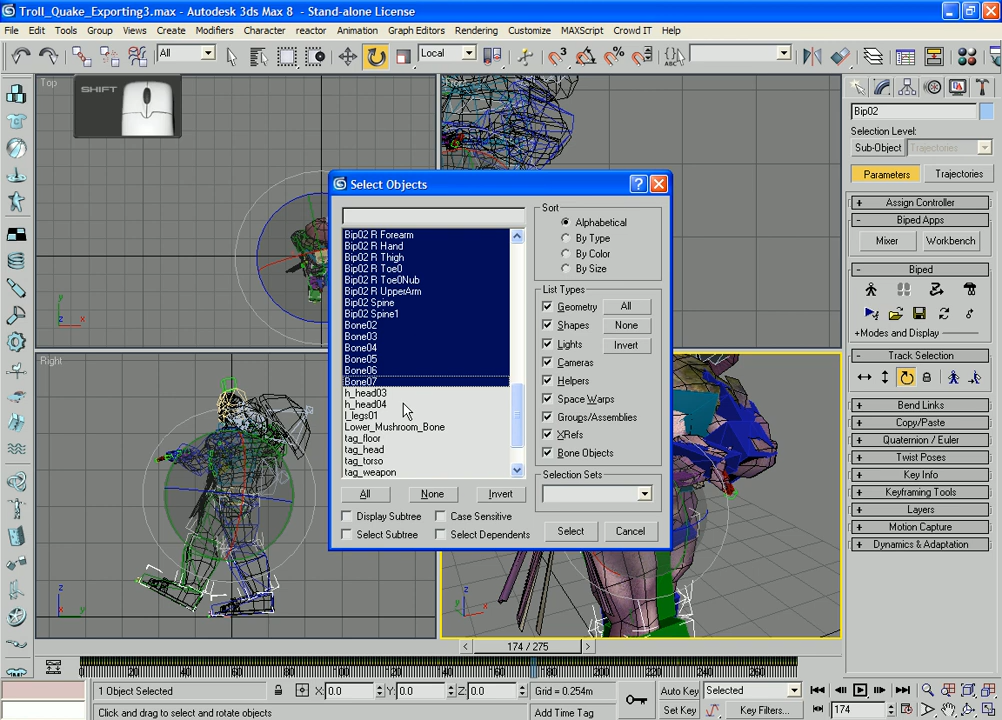 Troll_Quake_Exporting3.max - Autodesk 3ds Max 8 - Stand-alone License
File Edit Tools Group Views Create Modifiers Character reactor Animation Graph Editors Rendering Customize MAXScript Crowd IT Help
All
Local
Top
SHIFT
Bip02
Selection Level:
Sub-Object Trajectories
Parameters Trajectories
+ Assign Controller
- Biped Apps
Mixer Workbench
- Biped
+Modes and Display
- Track Selection
+ Bend Links
+ Copy/Paste
+ Quaternion / Euler
+ Twist Poses
+ Key Info
+ Keyframing Tools
+ Layers
+ Motion Capture
+ Dynamics & Adaptation
Select Objects
Bip02 R Forearm
Bip02 R Hand
Bip02 R Thigh
Bip02 R Toe0
Bip02 R Toe0Nub
Bip02 R UpperArm
Bip02 Spine
Bip02 Spine1
Bone02
Bone03
Bone04
Bone05
Bone06
Bone07
h_head03
h_head04
l_legs01
Lower_Mushroom_Bone
tag_floor
tag_head
tag_torso
tag_weapon
All None Invert
Display Subtree Case Sensitive
Select Subtree Select Dependents
Sort
Alphabetical
By Type
By Color
By Size
List Types
Geometry All
Shapes None
Lights Invert
Cameras
Helpers
Space Warps
Groups/Assemblies
XRefs
Bone Objects
Selection Sets
Select Cancel
Right
174 / 275
1 Object Selected X: 0.0 Y: 0.0 Z: 0.0 Grid = 0.254m Auto Key Selected
Click and drag to select and rotate objects Add Time Tag Set Key Key Filters... 174